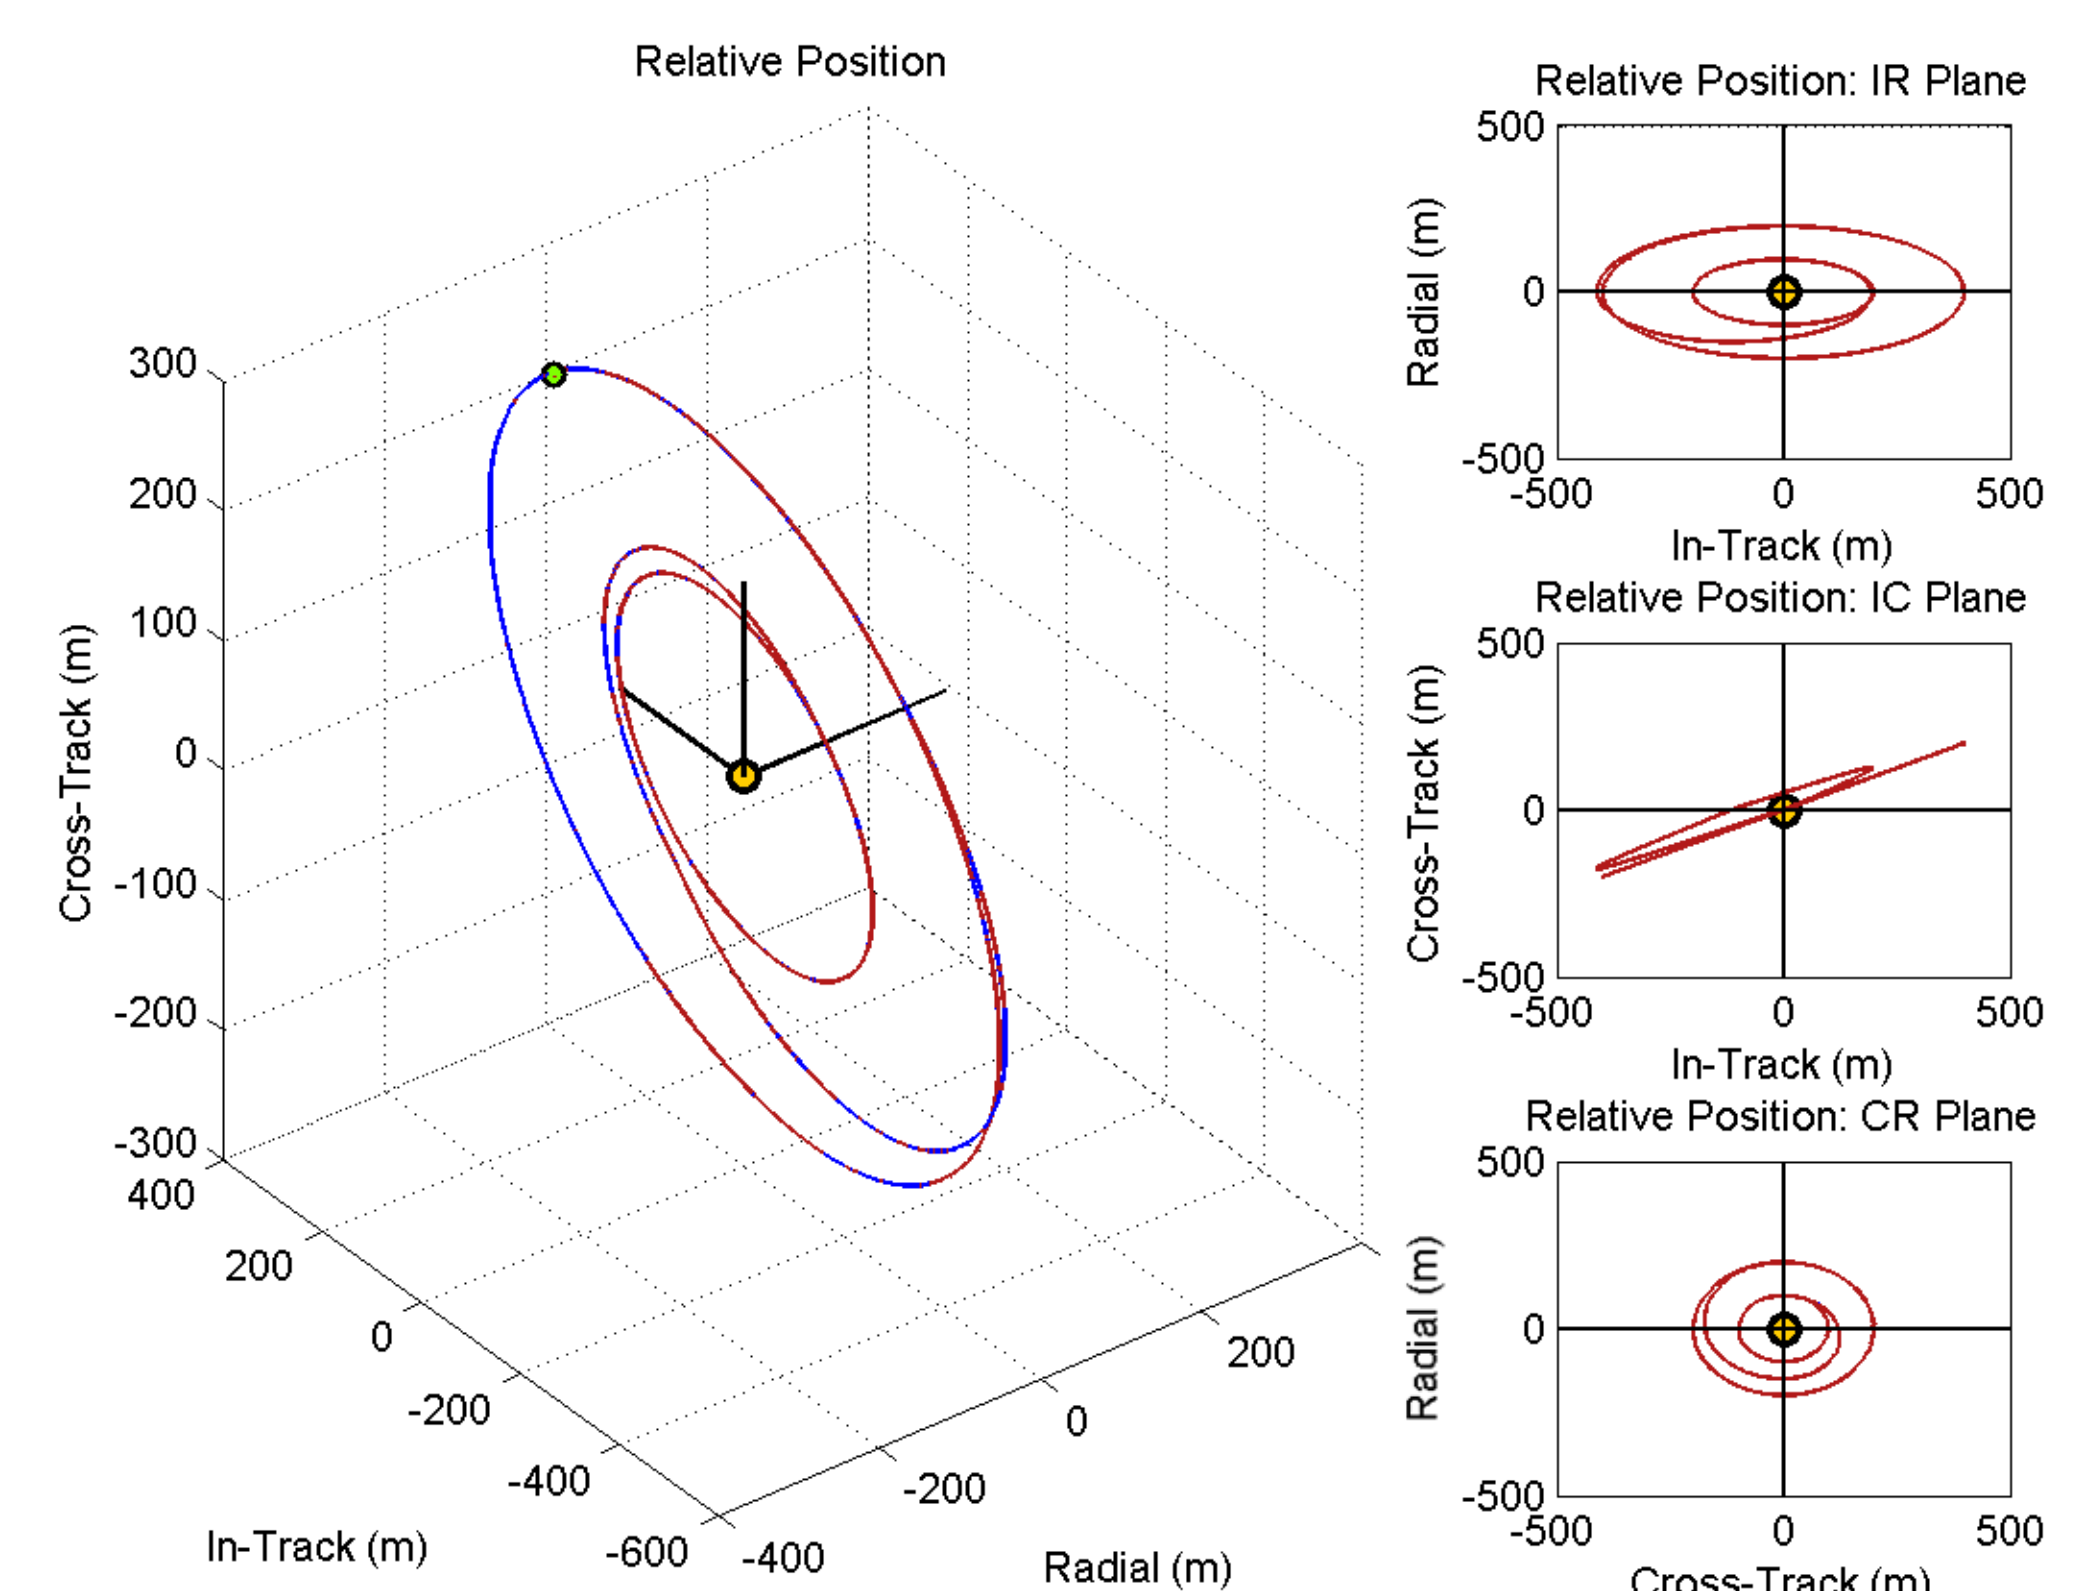 Relative Position
300
200
100
0
-100
-200
-300
Cross-Track (m)
400
200
0
-200
-400
-600
In-Track (m)
-400
-200
0
200
Radial (m)
Relative Position: IR Plane
500
0
-500
Radial (m)
-500 0 500
In-Track (m)
Relative Position: IC Plane
500
0
-500
Cross-Track (m)
-500 0 500
In-Track (m)
Relative Position: CR Plane
500
0
-500
Radial (m)
-500 0 500
Cross-Track (m)